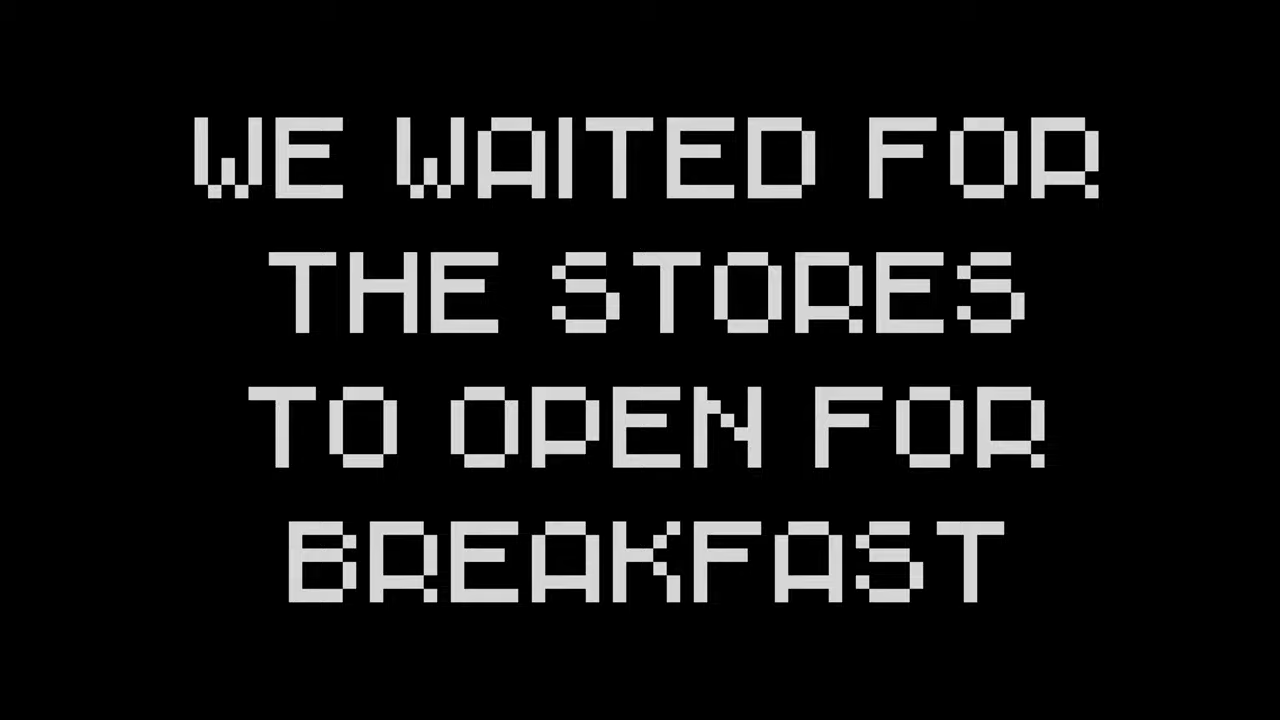 WE WAITED FOR
THE STORES
TO OPEN FOR
BREAKFAST